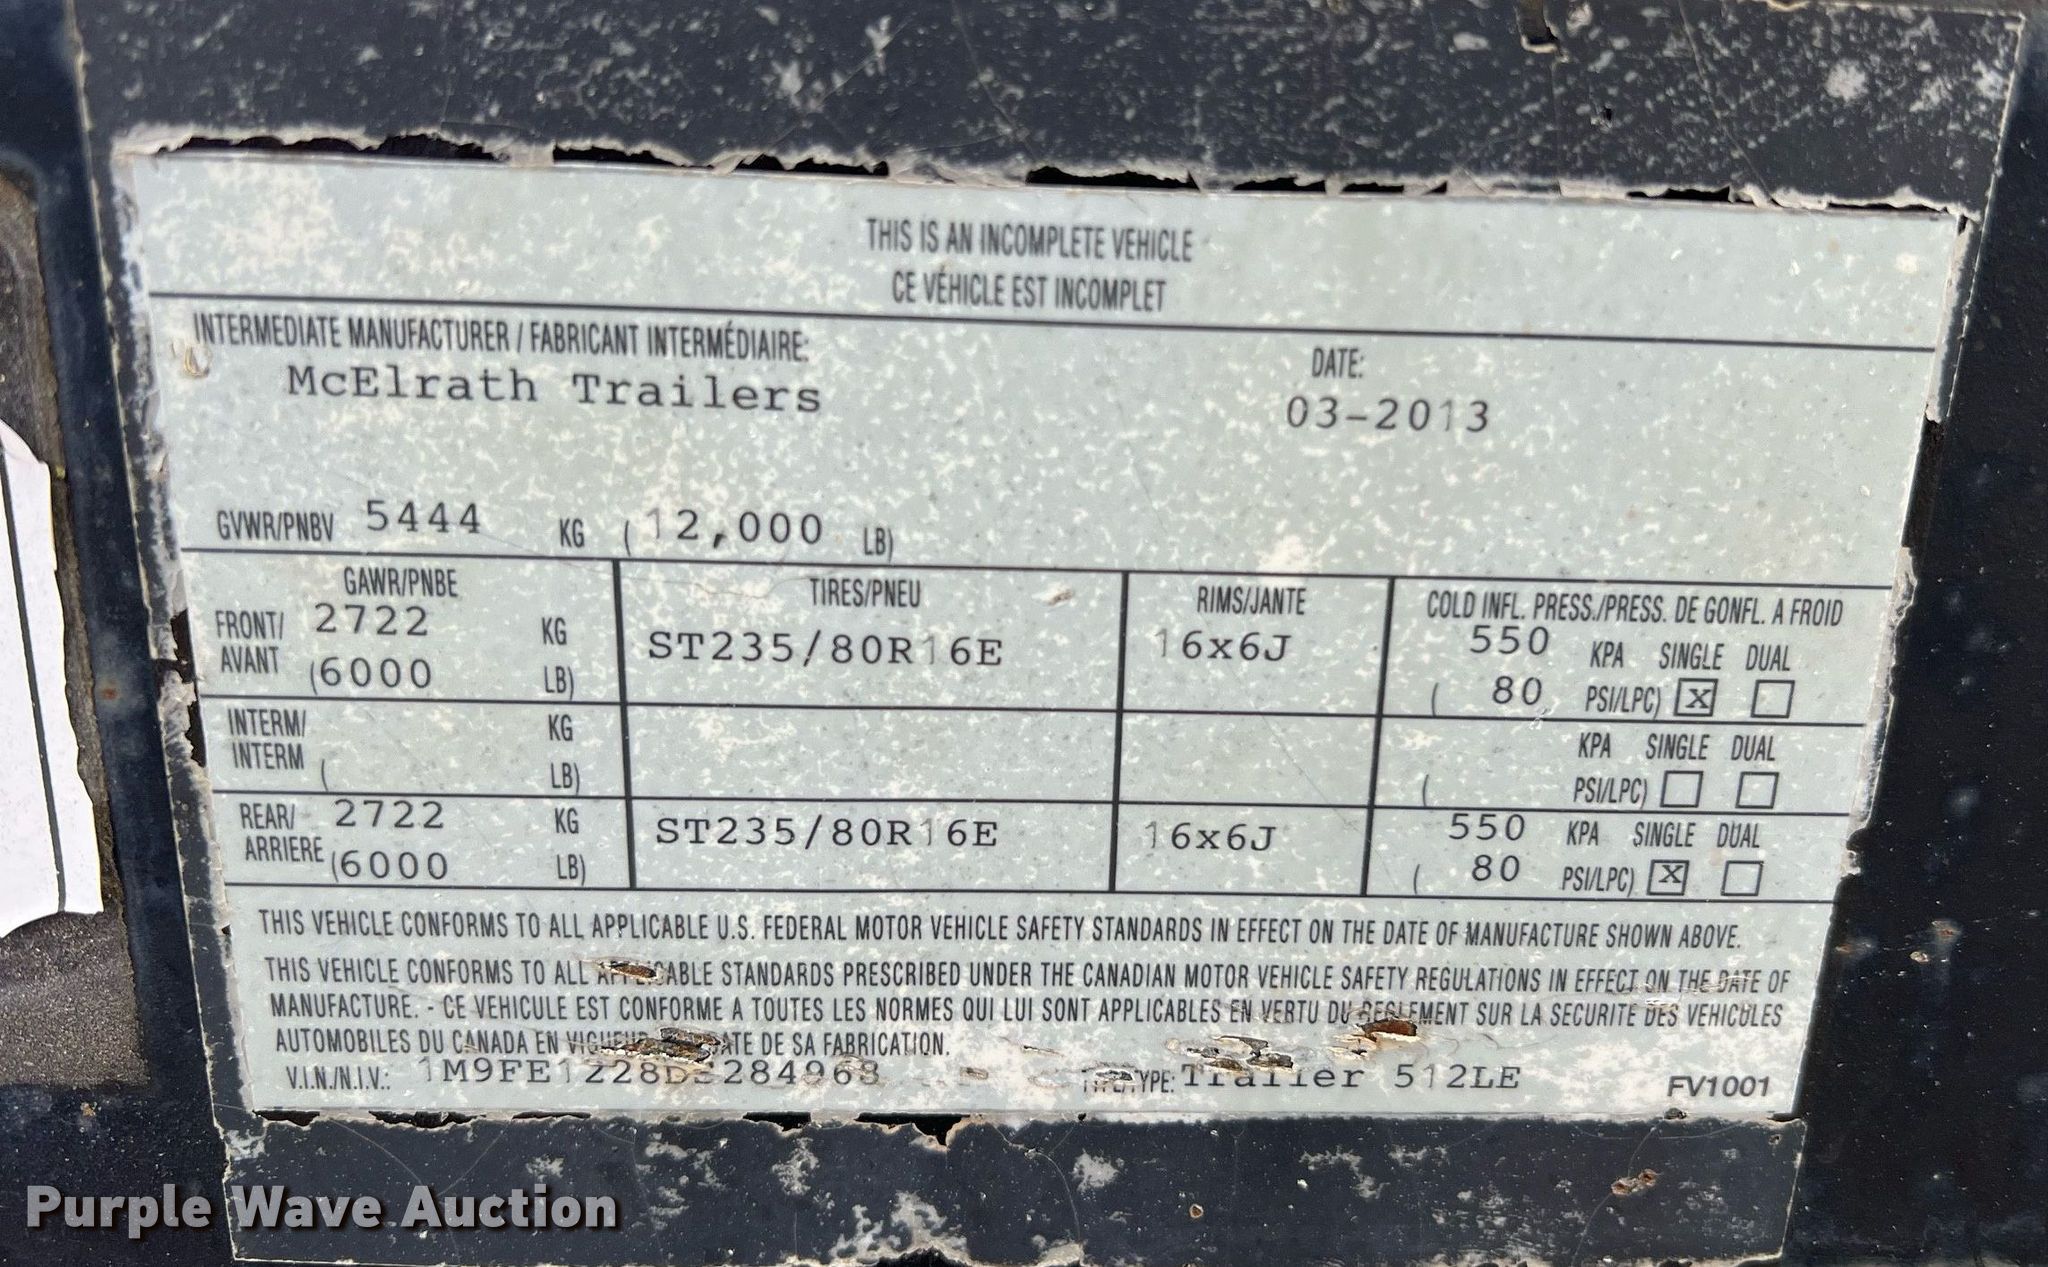 THIS IS AN INCOMPLETE VEHICLE
CE VÉHICLE EST INCOMPLET
INTERMEDIATE MANUFACTURER / FABRICANT INTERMÉDIAIRE:
McElrath Trailers
DATE:
03-2013
GVWR/PNBV 5444 KG (12,000 LB)
GAWR/PNBE TIRES/PNEU RIMS/JANTE COLD INFL. PRESS./PRESS. DE GONFL. A FROID
FRONT/ 2722 KG ST235/80R16E 16x6J 550 KPA SINGLE DUAL
AVANT (6000 LB) ( 80 PSI/LPC) X
INTERM/ KG KPA SINGLE DUAL
INTERM ( LB) ( PSI/LPC)
REAR/ 2722 KG ST235/80R16E 16x6J 550 KPA SINGLE DUAL
ARRIERE (6000 LB) ( 80 PSI/LPC) X
THIS VEHICLE CONFORMS TO ALL APPLICABLE U.S. FEDERAL MOTOR VEHICLE SAFETY STANDARDS IN EFFECT ON THE DATE OF MANUFACTURE SHOWN ABOVE.
THIS VEHICLE CONFORMS TO ALL APPLICABLE STANDARDS PRESCRIBED UNDER THE CANADIAN MOTOR VEHICLE SAFETY REGULATIONS IN EFFECT ON THE DATE OF
MANUFACTURE. - CE VEHICULE EST CONFORME A TOUTES LES NORMES QUI LUI SONT APPLICABLES EN VERTU DU REGLEMENT SUR LA SECURITE DES VEHICULES
AUTOMOBILES DU CANADA EN VIGUEUR DATE DE SA FABRICATION.
V.I.N./N.I.V.: TYPE/TYPE: Trailer 512LE FV1001
Purple Wave Auction